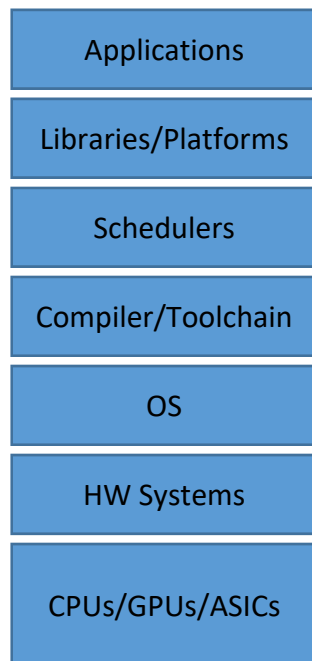 Applications
Libraries/Platforms
Schedulers
Compiler/Toolchain
OS
HW Systems
CPUs/GPUs/ASICs